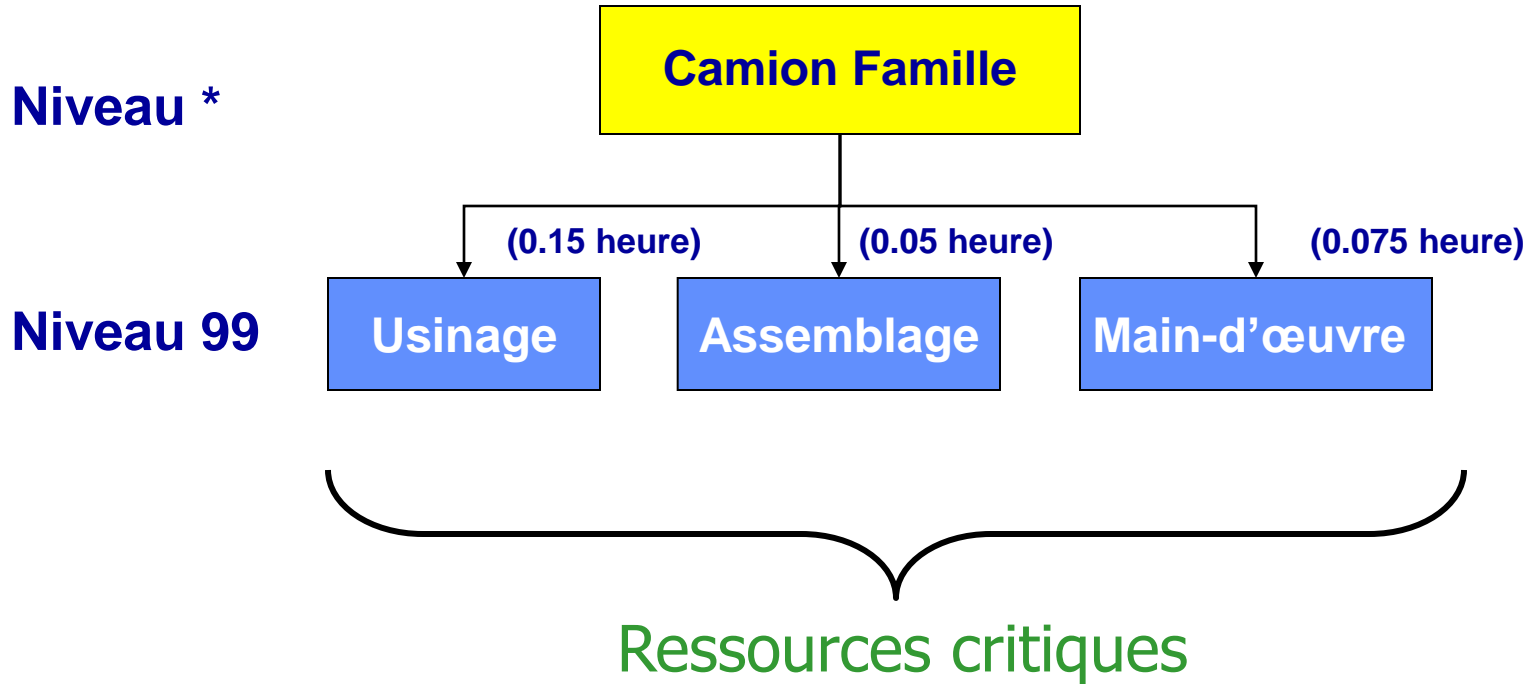 Camion Famille
Niveau *
(0.15 heure)
(0.05 heure)
(0.075 heure)
Niveau 99
Usinage
Assemblage
Main-d’œuvre
Ressources critiques